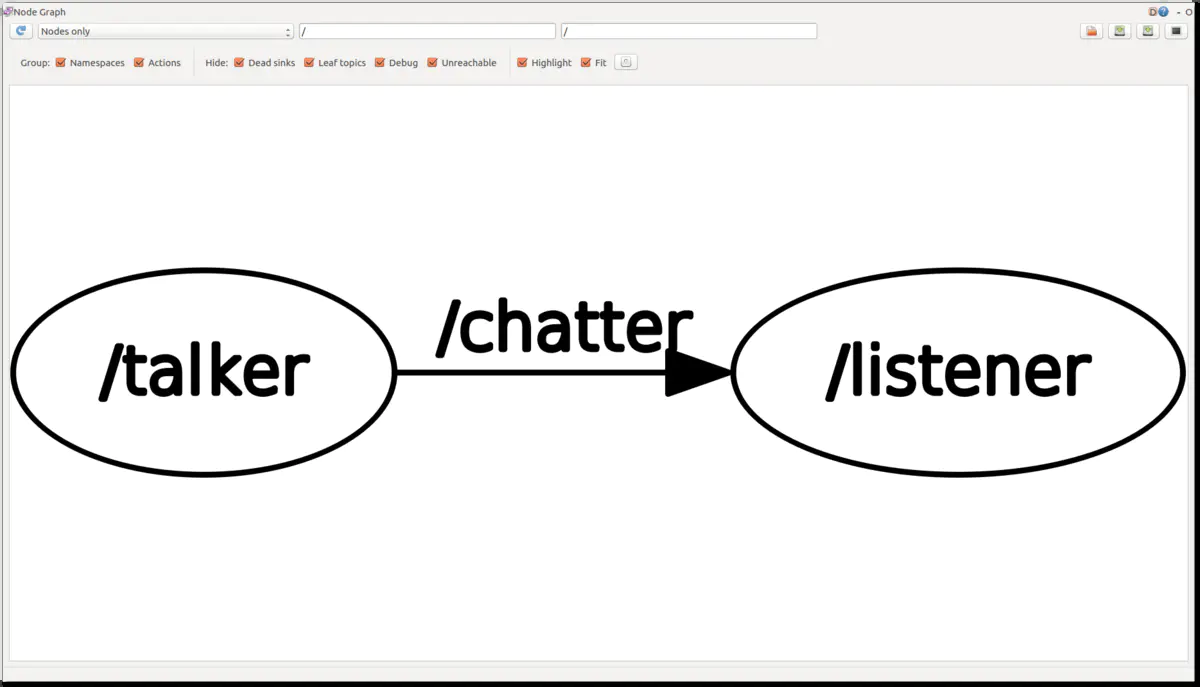 Node Graph
Nodes only / /
Group: Namespaces Actions Hide: Dead sinks Leaf topics Debug Unreachable Highlight Fit
/chatter
/talker /listener